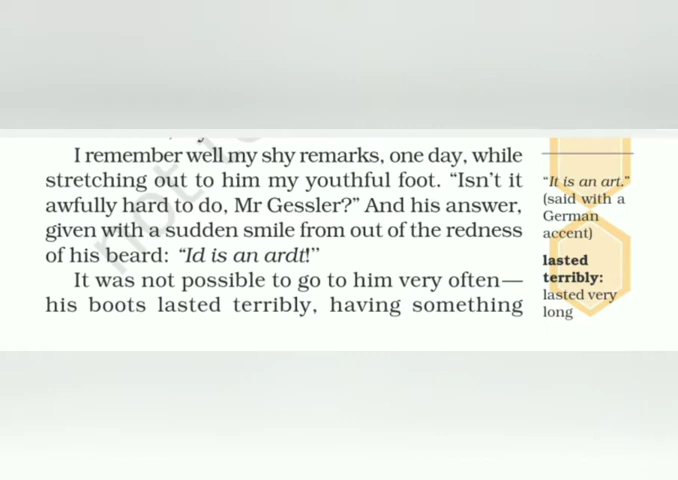 I remember well my shy remarks, one day, while
stretching out to him my youthful foot. “Isn't it
awfully hard to do, Mr Gessler?” And his answer,
given with a sudden smile from out of the redness
of his beard: “Id is an ardt!”
It was not possible to go to him very often—
his boots lasted terribly, having something
“It is an art.”
(said with a
German
accent)
lasted
terribly:
lasted very
long